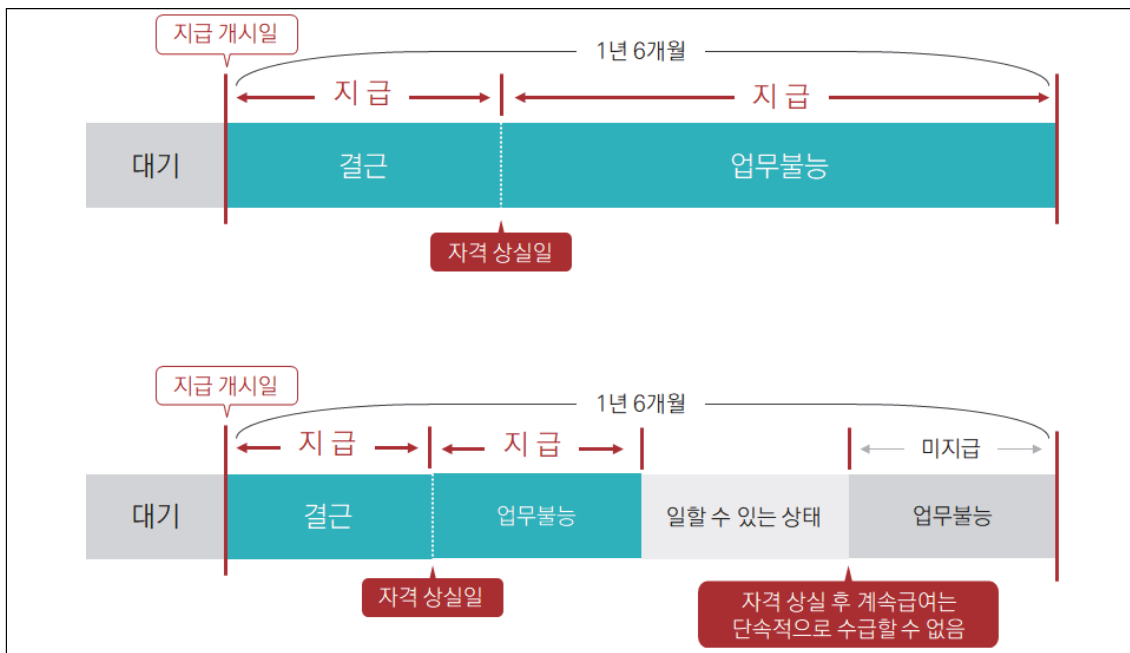 지급 개시일
1년 6개월
지 급
지 급
대기
결근
업무불능
자격 상실일
지급 개시일
1년 6개월
지 급
지 급
미지급
대기
결근
업무불능
일할 수 있는 상태
업무불능
자격 상실일
자격 상실 후 계속급여는
단속적으로 수급할 수 없음